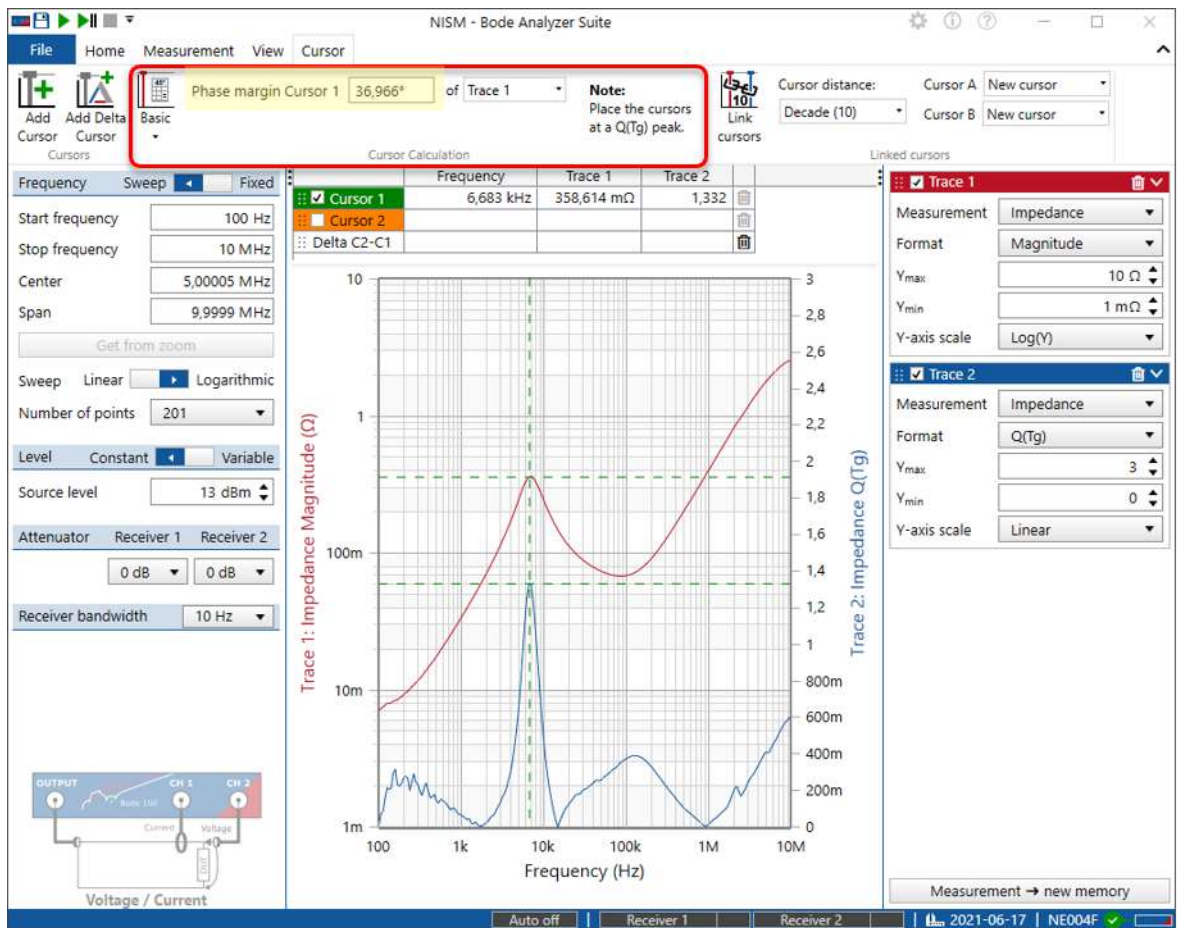 NISM - Bode Analyzer Suite
File Home Measurement View Cursor
Add Cursor
Add Delta Cursor
Cursors
Basic
Phase margin Cursor 1 36,966° of Trace 1
Note:
Place the cursors
at a Q(Tg) peak.
Cursor Calculation
Link cursors
Cursor distance:
Decade (10)
Cursor A New cursor
Cursor B New cursor
Linked cursors
Frequency Sweep Fixed
Start frequency 100 Hz
Stop frequency 10 MHz
Center 5,00005 MHz
Span 9,9999 MHz
Get from zoom
Sweep Linear Logarithmic
Number of points 201
Level Constant Variable
Source level 13 dBm
Attenuator Receiver 1 Receiver 2
0 dB 0 dB
Receiver bandwidth 10 Hz
OUTPUT CH 1 CH 2
Bode 100
Current Voltage
DUT
Voltage / Current
Frequency Trace 1 Trace 2
Cursor 1 6,683 kHz 358,614 mΩ 1,332
Cursor 2
Delta C2-C1
Trace 1: Impedance Magnitude (Ω)
10
1
100m
10m
1m
3
2,8
2,6
2,4
2,2
2
1,8
1,6
1,4
1,2
1
800m
600m
400m
200m
0
Trace 2: Impedance Q(Tg)
100 1k 10k 100k 1M 10M
Frequency (Hz)
Trace 1
Measurement Impedance
Format Magnitude
Ymax 10 Ω
Ymin 1 mΩ
Y-axis scale Log(Y)
Trace 2
Measurement Impedance
Format Q(Tg)
Ymax 3
Ymin 0
Y-axis scale Linear
Measurement → new memory
Auto off | Receiver 1 Receiver 2 | 2021-06-17 | NE004F